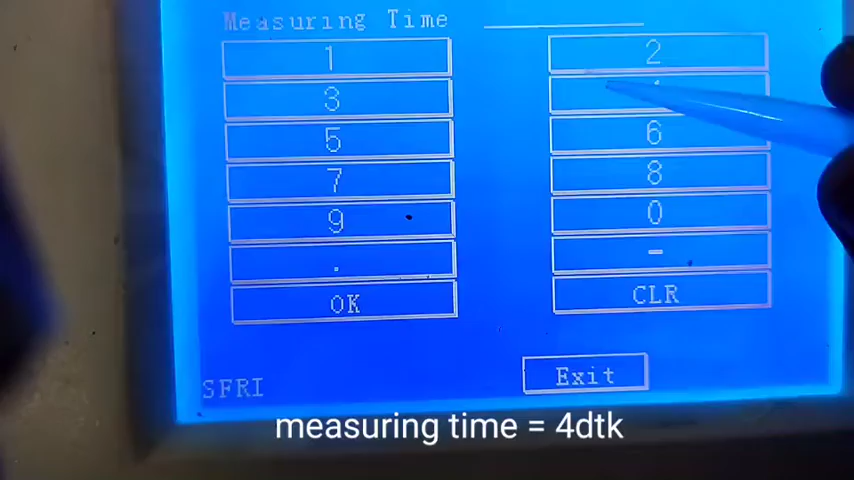 Measuring Time
1 2
3
5 6
7 8
9 0
. -
OK CLR
SFRI Exit
measuring time = 4dtk